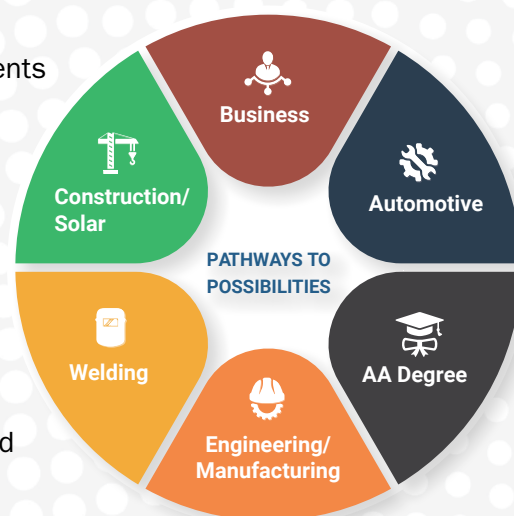 ents
Business
Construction/
Solar
Automotive
PATHWAYS TO
POSSIBILITIES
Welding
AA Degree
d
Engineering/
Manufacturing